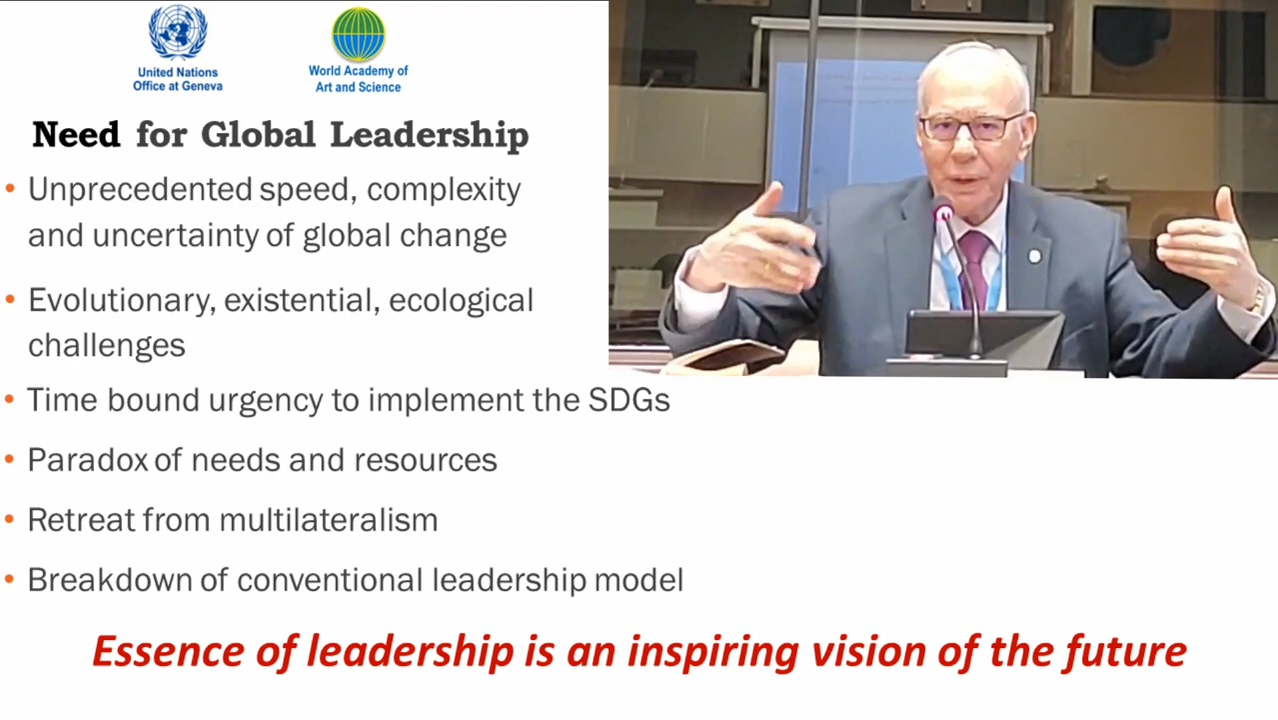 United Nations
Office at Geneva
World Academy of
Art and Science
Need for Global Leadership
• Unprecedented speed, complexity
and uncertainty of global change
• Evolutionary, existential, ecological
challenges
• Time bound urgency to implement the SDGs
• Paradox of needs and resources
• Retreat from multilateralism
• Breakdown of conventional leadership model
Essence of leadership is an inspiring vision of the future